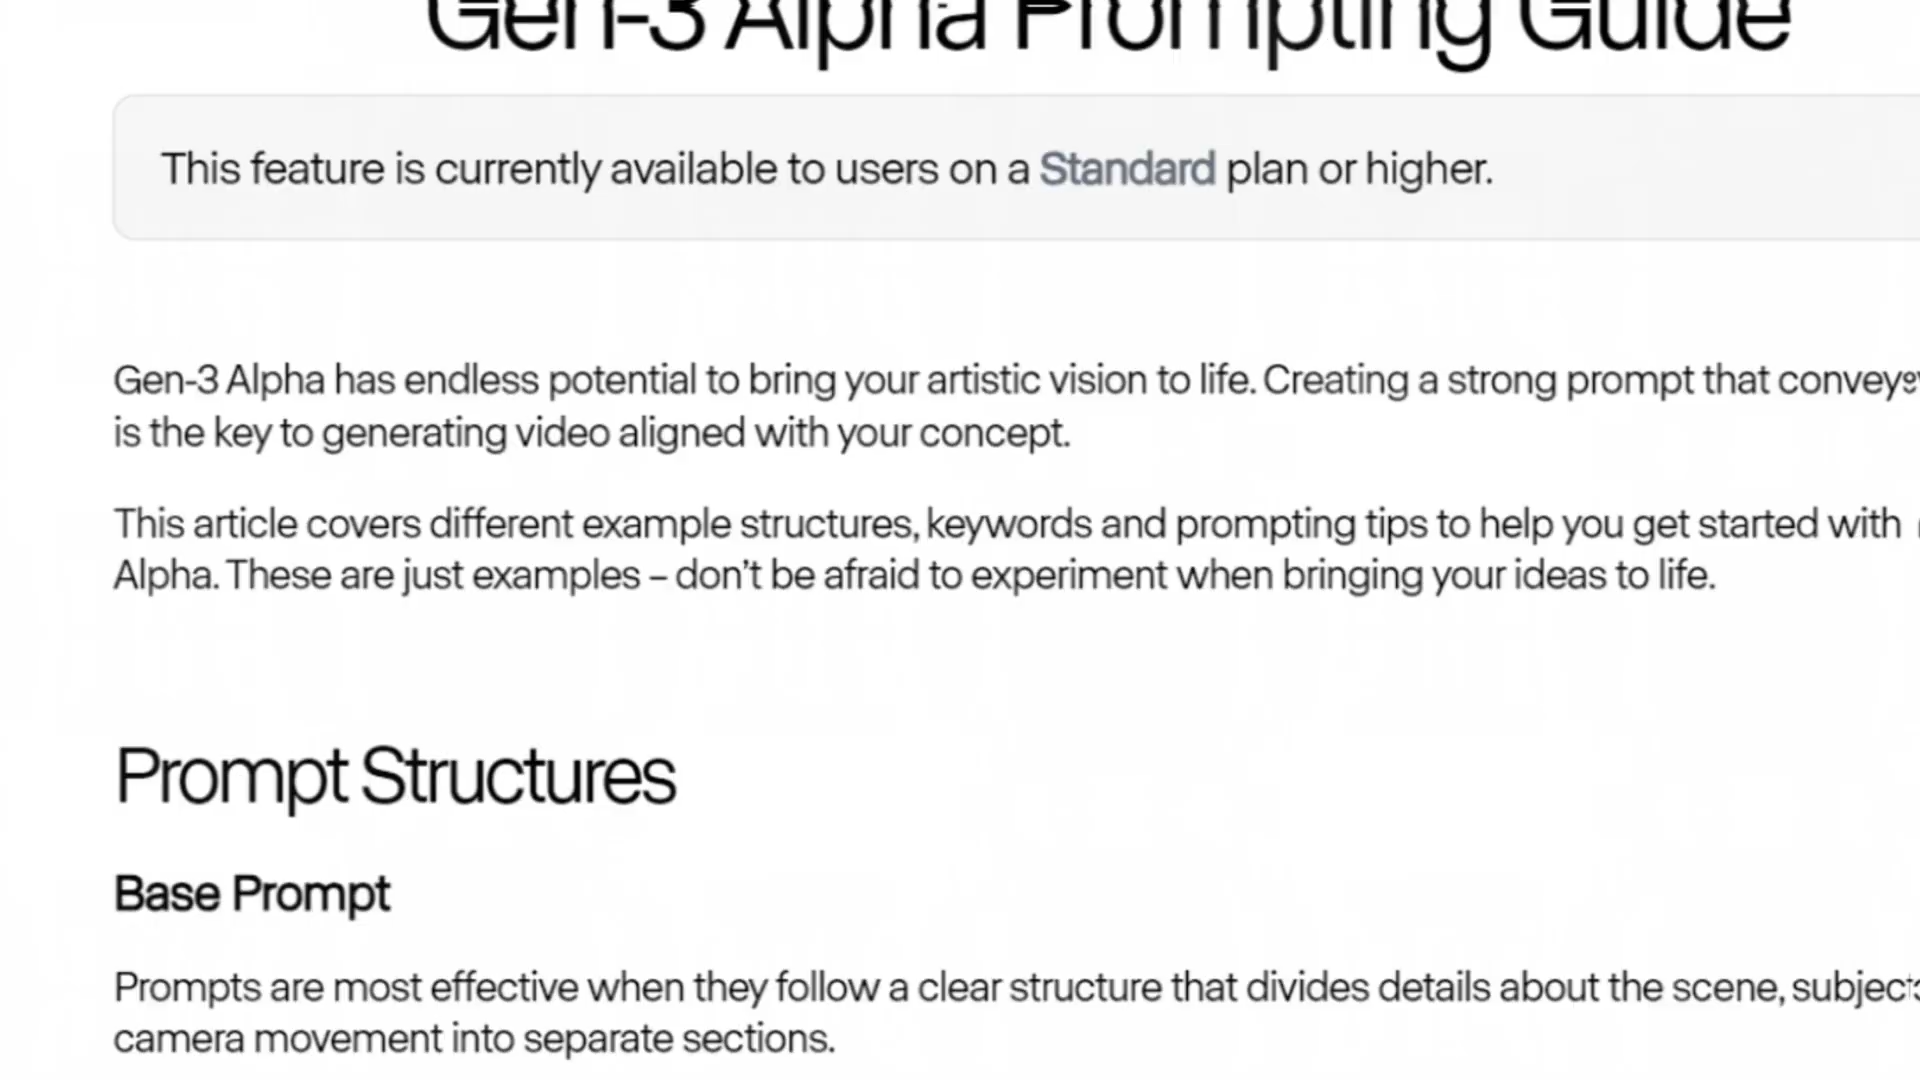 Gen-3 Alpha Prompting Guide
This feature is currently available to users on a Standard plan or higher.
Gen-3 Alpha has endless potential to bring your artistic vision to life. Creating a strong prompt that conveys
is the key to generating video aligned with your concept.
This article covers different example structures, keywords and prompting tips to help you get started with
Alpha. These are just examples – don’t be afraid to experiment when bringing your ideas to life.
Prompt Structures
Base Prompt
Prompts are most effective when they follow a clear structure that divides details about the scene, subject
camera movement into separate sections.